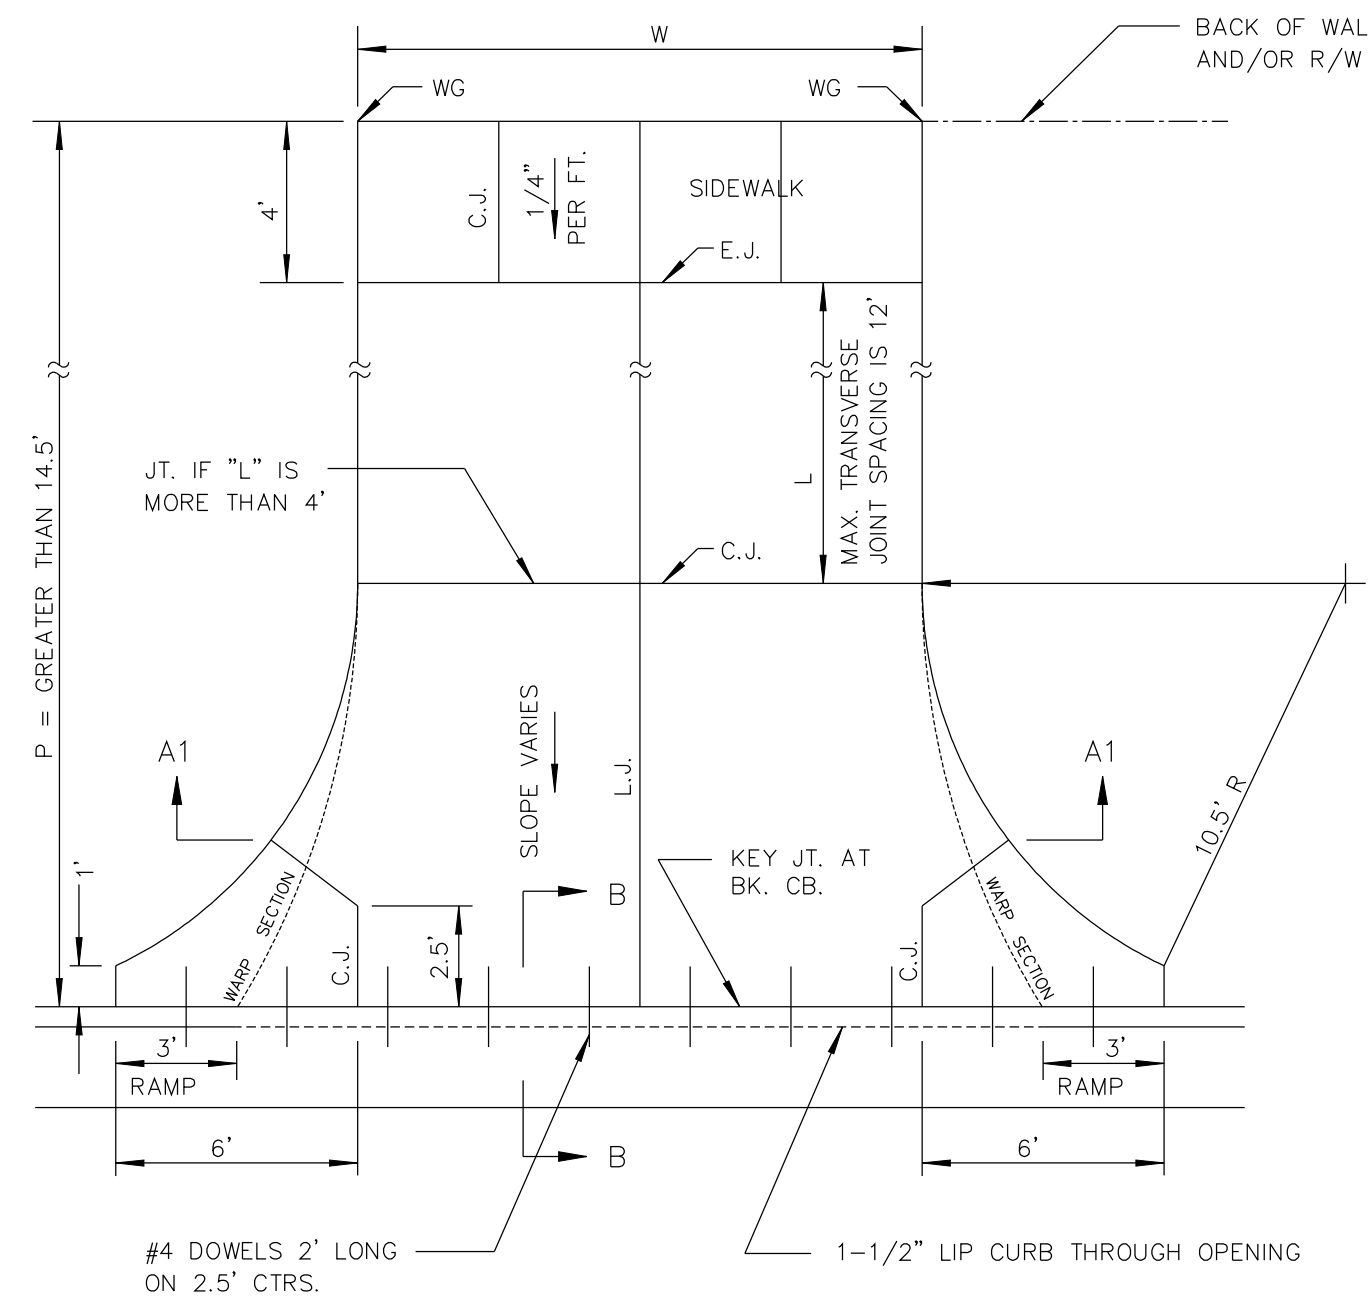 W
BACK OF WAL
AND/OR R/W
WG
WG
4'
C.J.
1/4"
PER FT.
SIDEWALK
E.J.
P = GREATER THAN 14.5'
MAX. TRANSVERSE
JOINT SPACING IS 12'
L
JT. IF "L" IS
MORE THAN 4'
C.J.
SLOPE VARIES
L.J.
A1
A1
10.5' R
1'
WARP SECTION
C.J.
2.5'
B
KEY JT. AT
BK. CB.
C.J.
WARP SECTION
3'
RAMP
3'
RAMP
6'
B
6'
#4 DOWELS 2' LONG
ON 2.5' CTRS.
1-1/2" LIP CURB THROUGH OPENING